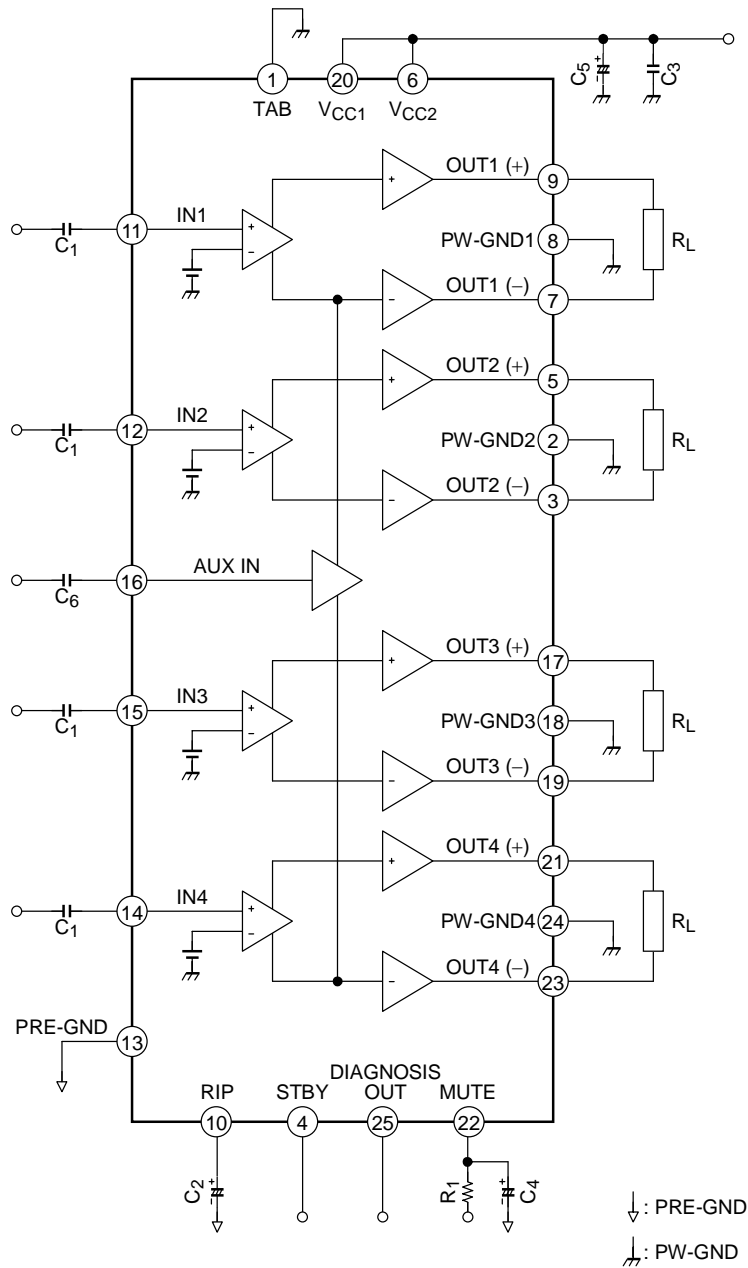 1
TAB
20
VCC1
6
VCC2
C5
+
−
C3
11
IN1
C1
+
−
+
OUT1 (+)
9
PW-GND1
8
RL
−
OUT1 (−)
7
12
IN2
C1
+
−
+
OUT2 (+)
5
PW-GND2
2
RL
−
OUT2 (−)
3
16
AUX IN
C6
15
IN3
C1
+
−
+
OUT3 (+)
17
PW-GND3
18
RL
−
OUT3 (−)
19
14
IN4
C1
+
−
+
OUT4 (+)
21
PW-GND4
24
RL
−
OUT4 (−)
23
PRE-GND
13
RIP
10
C2
+
−
STBY
4
DIAGNOSIS
OUT
25
MUTE
22
R1
C4
+
−
: PRE-GND
: PW-GND